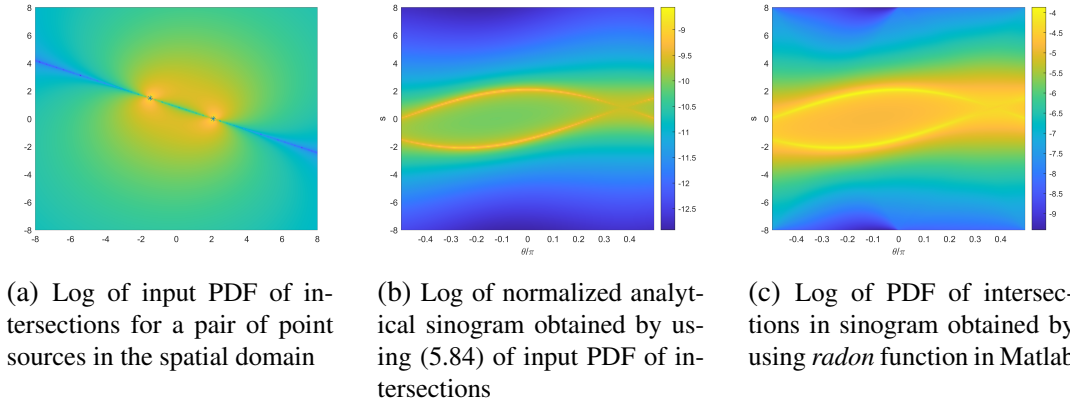 8
6
4
2
0
-2
-4
-6
-8
-8 -6 -4 -2 0 2 4 6 8
s
8
6
4
2
0
-2
-4
-6
-8
-0.4 -0.3 -0.2 -0.1 0 0.1 0.2 0.3 0.4
θ/π
-9
-9.5
-10
-10.5
-11
-11.5
-12
-12.5
s
8
6
4
2
0
-2
-4
-6
-8
-0.4 -0.3 -0.2 -0.1 0 0.1 0.2 0.3 0.4
θ/π
-4
-4.5
-5
-5.5
-6
-6.5
-7
-7.5
-8
-8.5
-9
(a) Log of input PDF of in-
tersections for a pair of point
sources in the spatial domain
(b) Log of normalized analyt-
ical sinogram obtained by us-
ing (5.84) of input PDF of in-
tersections
(c) Log of PDF of intersec-
tions in sinogram obtained by
using radon function in Matlab